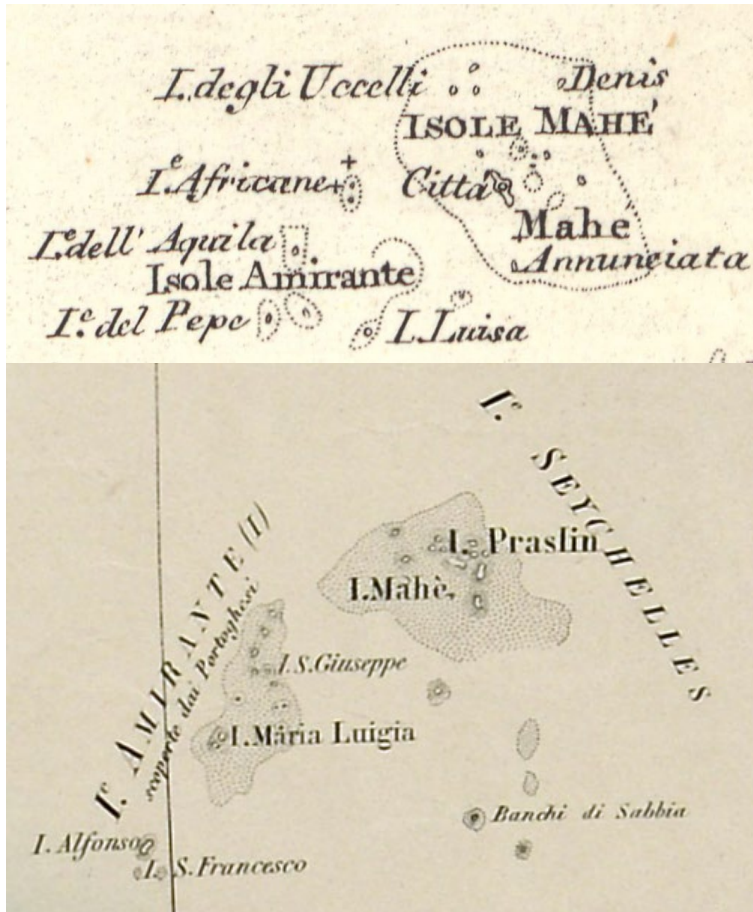 I. degli Uccelli
Denis
ISOLE MAHE'
I.e Africane
Città
Mahe
I.e dell' Aquila
Annunciata
Isole Amirante
I.e del Pepe
I. Luisa
I.e SEYCHELLES
I. Praslin
I. Mahè
I.e AMIRANTE (I)
scoperte dai Portoghesi
I. S. Giuseppe
I. Maria Luigia
Banchi di Sabbia
I. Alfonso
I. S. Francesco